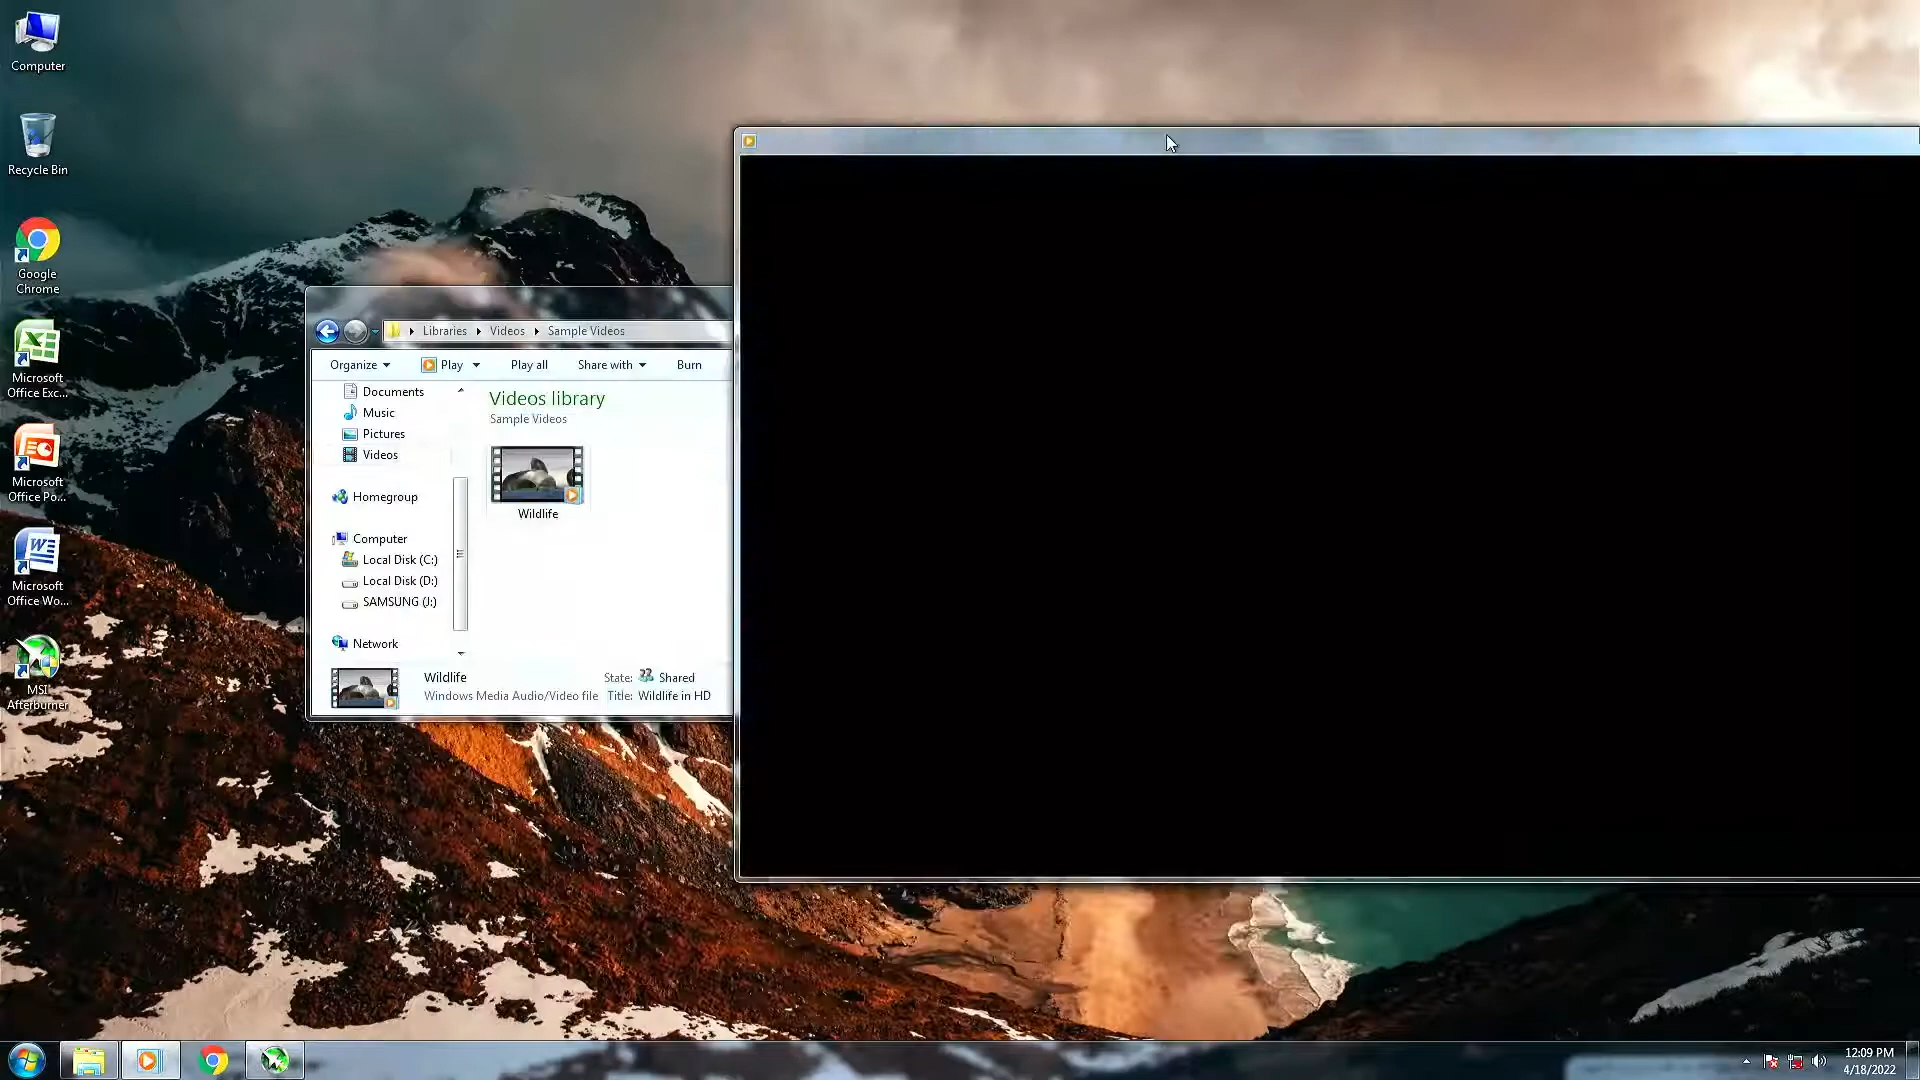 Computer
Recycle Bin
Google
Chrome
Microsoft
Office Exc...
Microsoft
Office Po...
Microsoft
Office Wo...
MSI
Afterburner
Libraries
Videos
Sample Videos
Organize
Play
Play all
Share with
Burn
Documents
Music
Pictures
Videos
Homegroup
Computer
Local Disk (C:)
Local Disk (D:)
SAMSUNG (J:)
Network
Videos library
Sample Videos
Wildlife
Wildlife
State: Shared
Windows Media Audio/Video file Title: Wildlife in HD
12:09 PM
4/18/2022